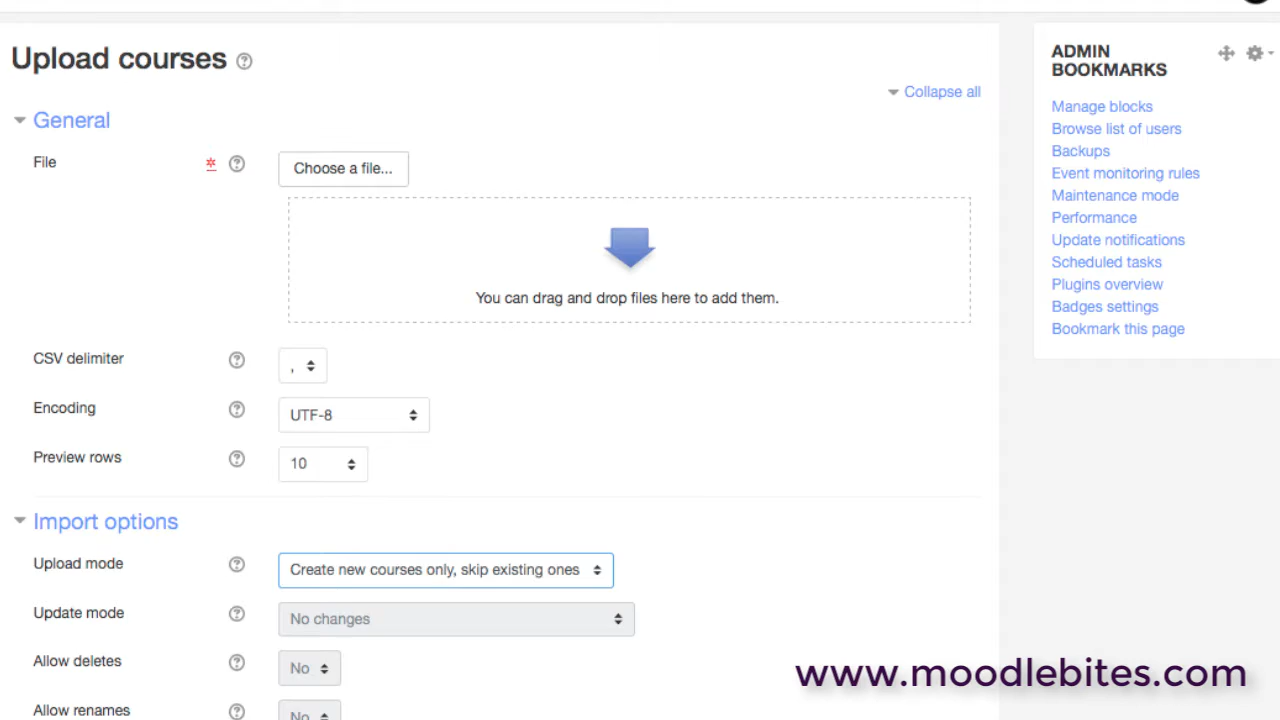 Upload courses
Collapse all
General
File
Choose a file...
You can drag and drop files here to add them.
CSV delimiter
,
Encoding
UTF-8
Preview rows
10
Import options
Upload mode
Create new courses only, skip existing ones
Update mode
No changes
Allow deletes
No
Allow renames
No
ADMIN
BOOKMARKS
Manage blocks
Browse list of users
Backups
Event monitoring rules
Maintenance mode
Performance
Update notifications
Scheduled tasks
Plugins overview
Badges settings
Bookmark this page
www.moodlebites.com